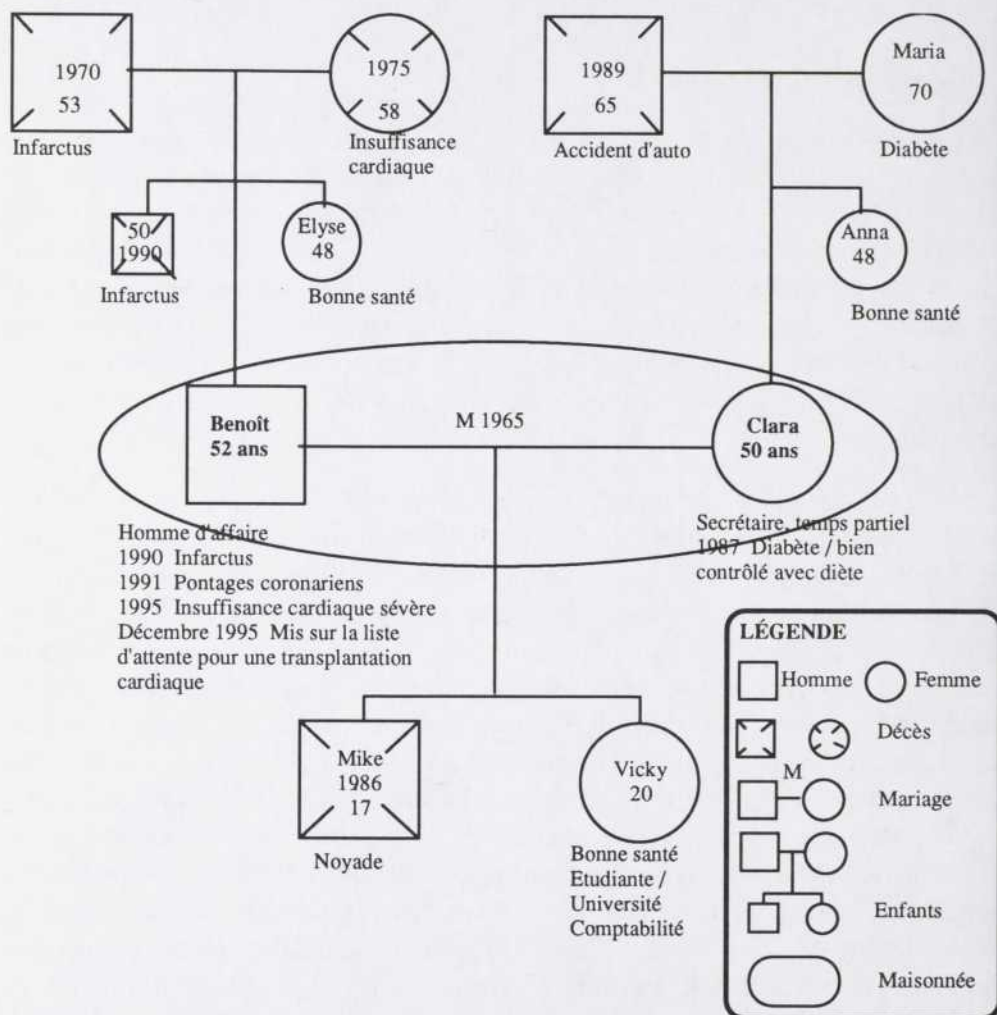 1970
53
Infarctus
1975
58
Insuffisance
cardiaque
1989
65
Accident d'auto
Maria
70
Diabète
50
1990
Infarctus
Elyse
48
Bonne santé
Anna
48
Bonne santé
Benoît
52 ans
M 1965
Clara
50 ans
Homme d'affaire
1990 Infarctus
1991 Pontages coronariens
1995 Insuffisance cardiaque sévère
Décembre 1995 Mis sur la liste
d'attente pour une transplantation
cardiaque
Secrétaire, temps partiel
1987 Diabète / bien
contrôlé avec diète
Mike
1986
17
Noyade
Vicky
20
Bonne santé
Etudiante /
Université
Comptabilité
LÉGENDE
Homme
Femme
Décès
M
Mariage
Enfants
Maisonnée